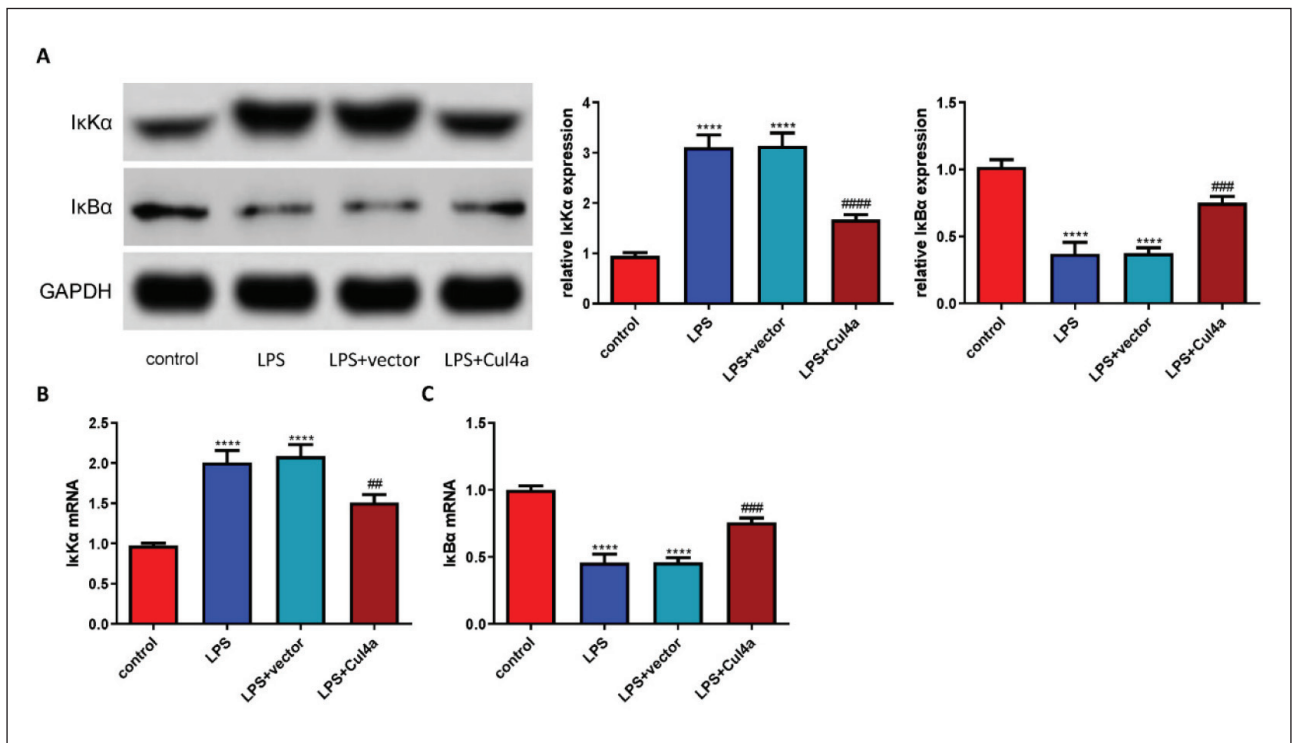 A
IκKα
IκBα
GAPDH
control LPS LPS+vector LPS+Cul4a
relative IκKα expression
4
3
2
1
0
****
****
####
control
LPS
LPS+vector
LPS+Cul4a
relative IκBα expression
1.5
1.0
0.5
0.0
****
****
###
control
LPS
LPS+vector
LPS+Cul4a
B
IκKα mRNA
2.5
2.0
1.5
1.0
0.5
0.0
****
****
##
control
LPS
LPS+vector
LPS+Cul4a
C
IκBα mRNA
1.5
1.0
0.5
0.0
****
****
###
control
LPS
LPS+vector
LPS+Cul4a